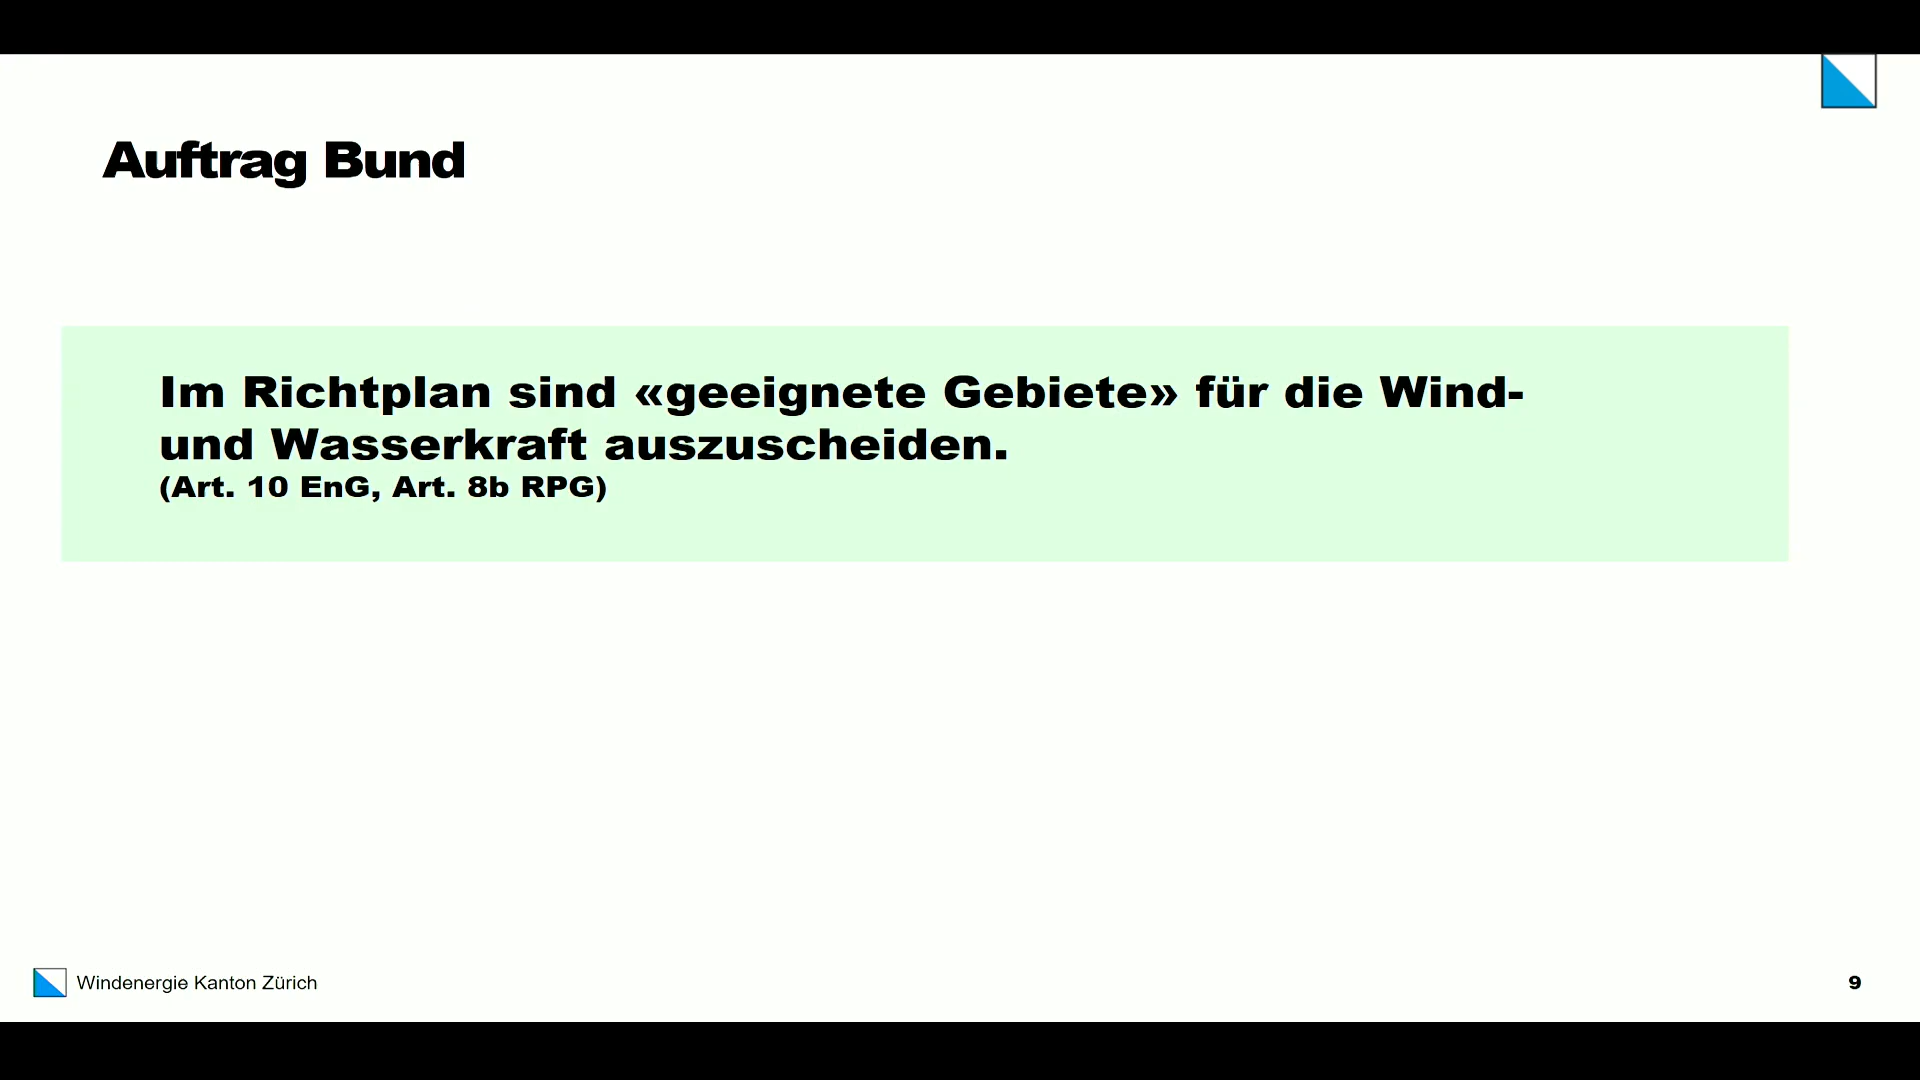 Auftrag Bund
Im Richtplan sind «geeignete Gebiete» für die Wind-
und Wasserkraft auszuscheiden.
(Art. 10 EnG, Art. 8b RPG)
Windenergie Kanton Zürich
9